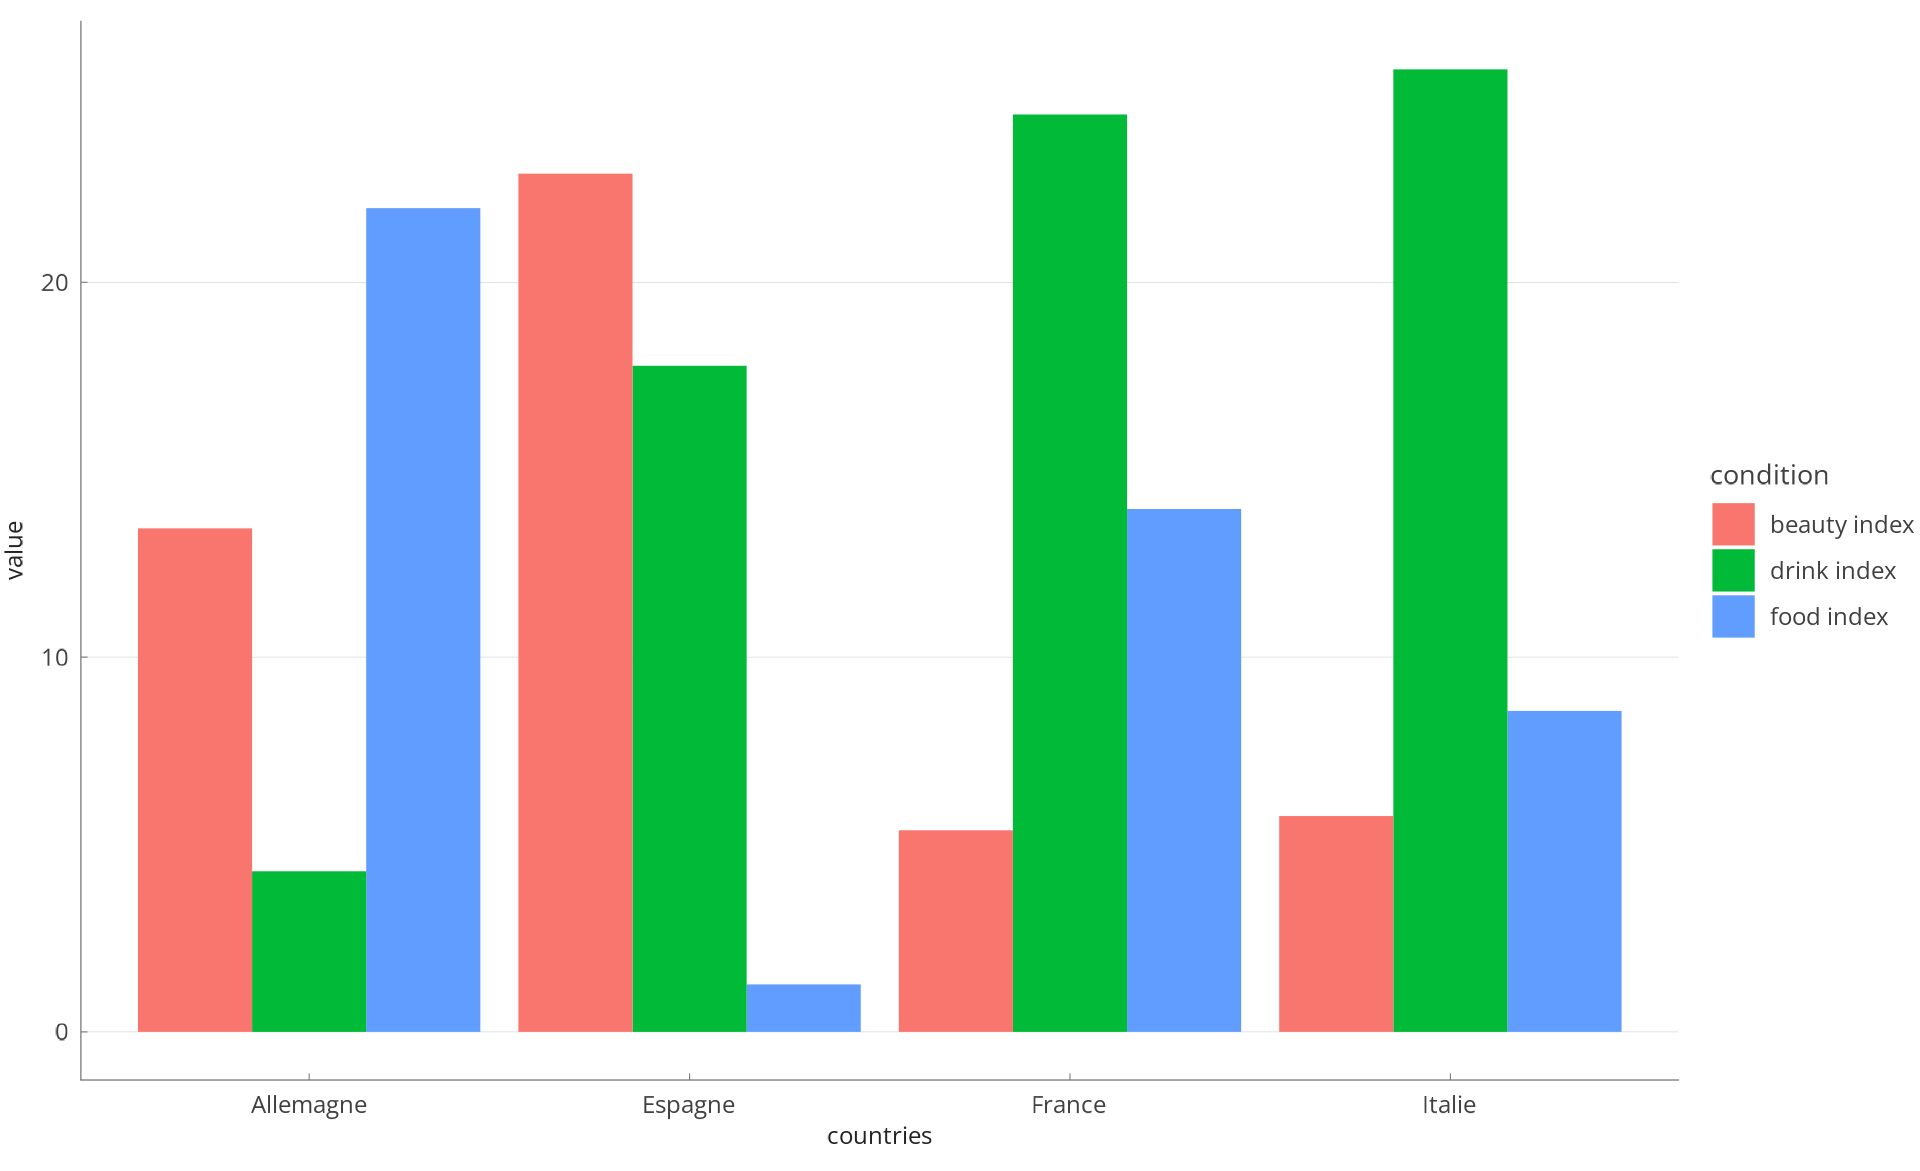 value
20
10
0
Allemagne
Espagne
France
Italie
countries
condition
beauty index
drink index
food index